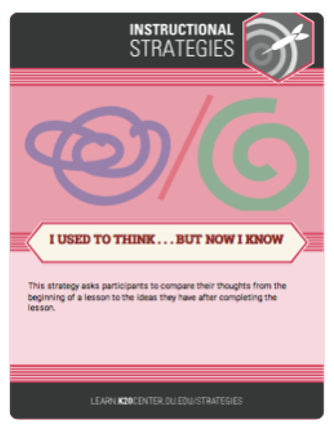 INSTRUCTIONAL
STRATEGIES
I USED TO THINK . . . BUT NOW I KNOW
This strategy asks participants to compare their thoughts from the
beginning of a lesson to the ideas they have after completing the
lesson.
LEARN.K20CENTER.OU.EDU/STRATEGIES